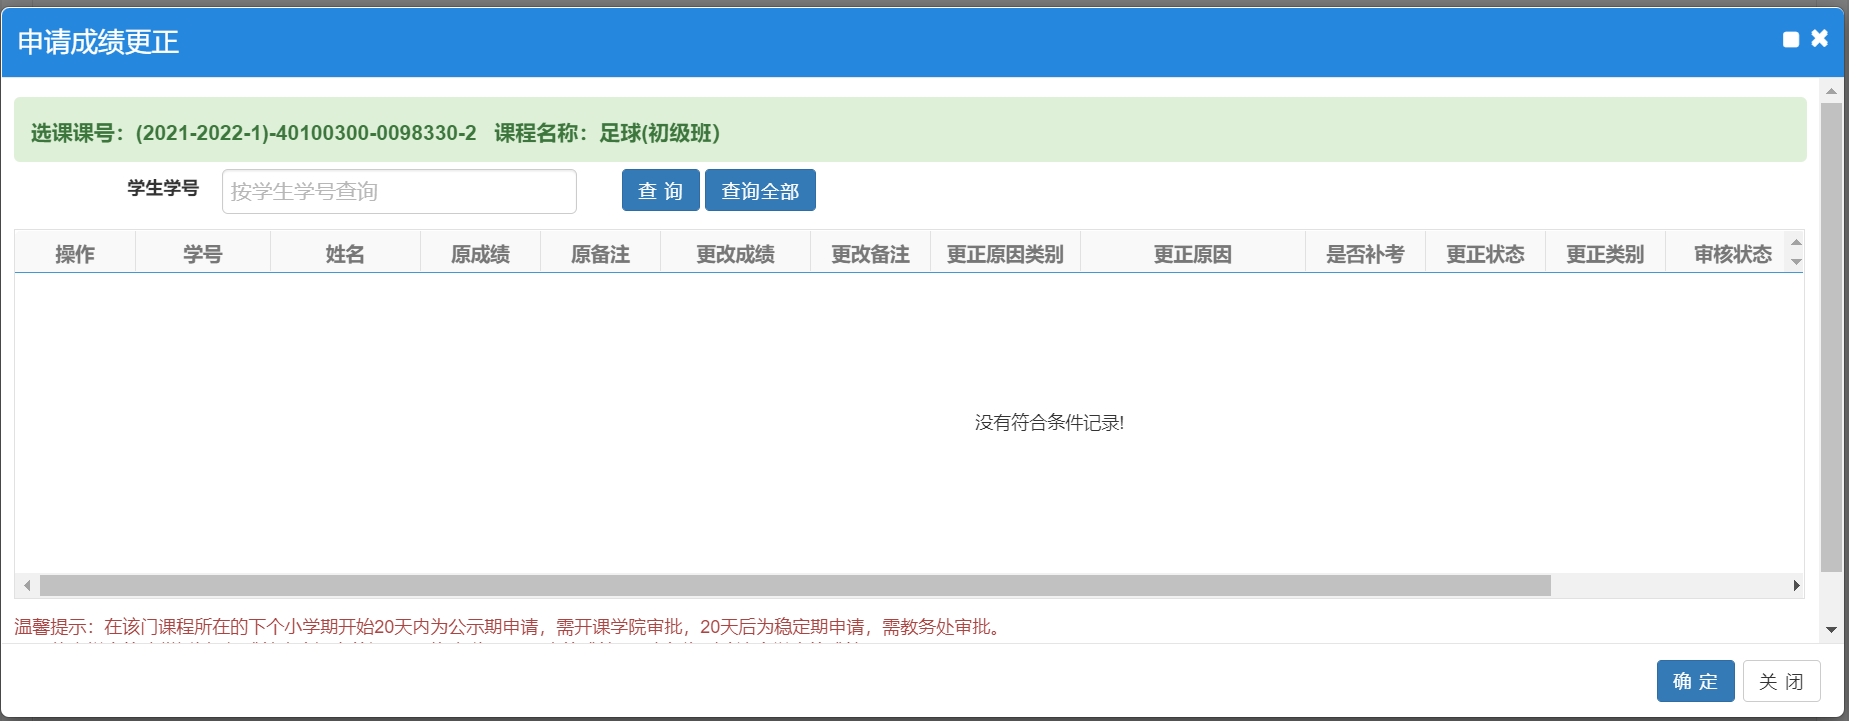 申请成绩更正
选课课号：(2021-2022-1)-40100300-0098330-2 课程名称：足球(初级班）
学生学号 按学生学号查询 查 询 查询全部
操作 学号 姓名 原成绩 原备注 更改成绩 更改备注 更正原因类别 更正原因 是否补考 更正状态 更正类别 审核状态
没有符合条件记录!
温馨提示：在该门课程所在的下个小学期开始20天内为公示期申请，需开课学院审批，20天后为稳定期申请，需教务处审批。
确 定 关 闭